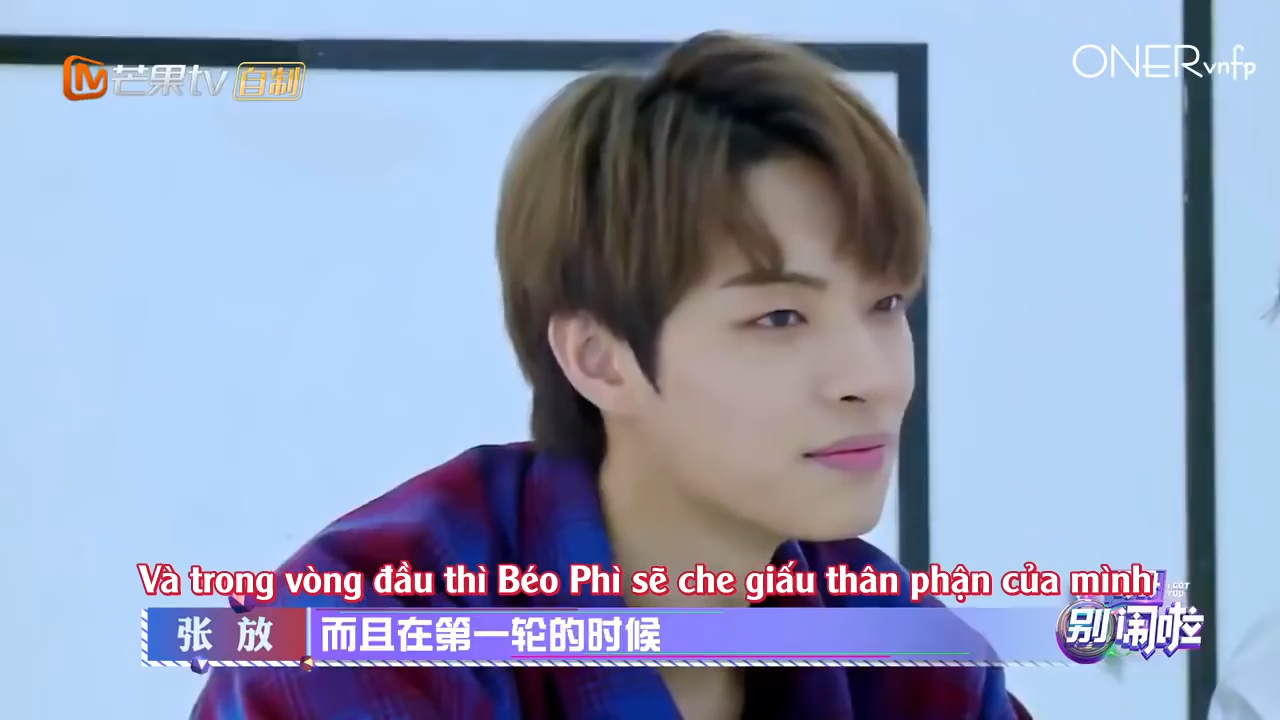 芒果tv 自制
ONERvnfp
Và trong vòng đầu thì Béo Phì sẽ che giấu thân phận của mình
张放 而且在第一轮的时候
别闹啦